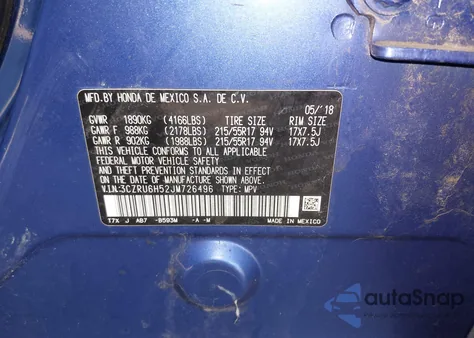 MFD.BY HONDA DE MEXICO S.A. DE C.V.
05/'18
GVWR 1890KG (4166LBS) TIRE SIZE RIM SIZE
GAWR F 988KG (2178LBS) 215/55R17 94V 17X7.5J
GAWR R 902KG (1988LBS) 215/55R17 94V 17X7.5J
THIS VEHICLE CONFORMS TO ALL APPLICABLE
FEDERAL MOTOR VEHICLE SAFETY
AND THEFT PREVENTION STANDARDS IN EFFECT
ON THE DATE OF MANUFACTURE SHOWN ABOVE.
V.I.N:3CZRU6H52JM726496 TYPE: MPV
T7X- J AB7 -B593M -A -M MADE IN MEXICO
autoSnap